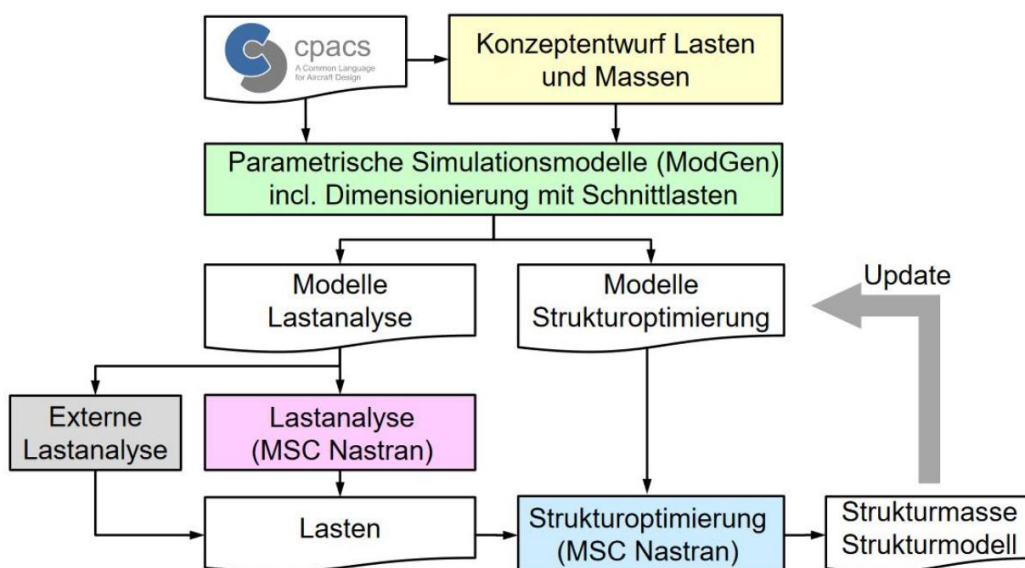 cpacs
A Common Language
for Aircraft Design
Konzeptentwurf Lasten
und Massen
Parametrische Simulationsmodelle (ModGen)
incl. Dimensionierung mit Schnittlasten
Modelle
Lastanalyse
Modelle
Strukturoptimierung
Update
Externe
Lastanalyse
Lastanalyse
(MSC Nastran)
Lasten
Strukturoptimierung
(MSC Nastran)
Strukturmasse
Strukturmodell